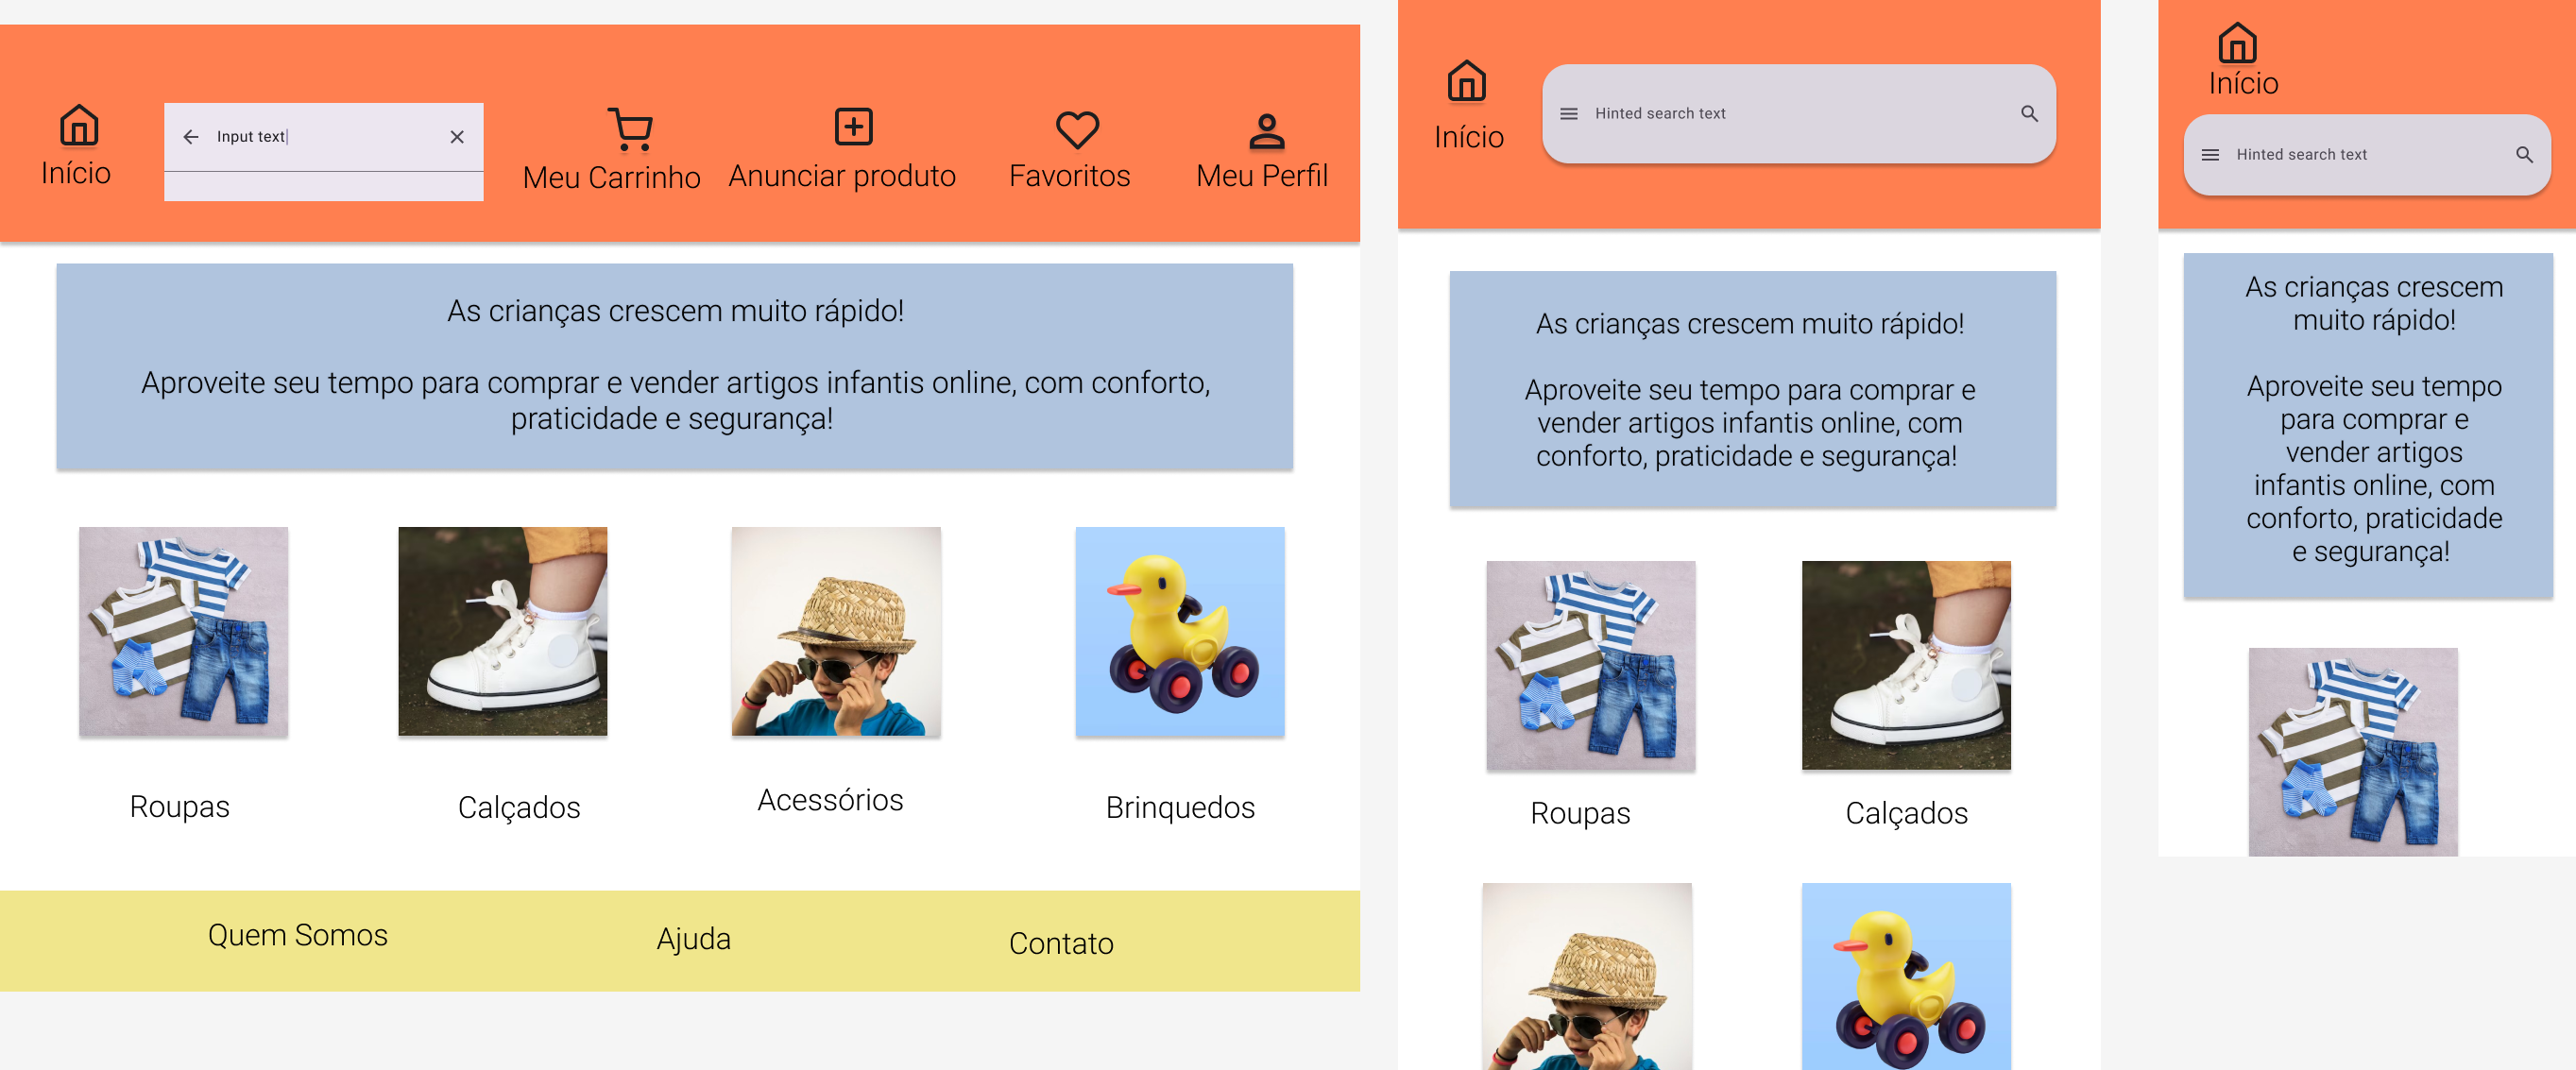 Início
Input text
Meu Carrinho
Anunciar produto
Favoritos
Meu Perfil
As crianças crescem muito rápido!
Aproveite seu tempo para comprar e vender artigos infantis online, com conforto,
praticidade e segurança!
Roupas
Calçados
Acessórios
Brinquedos
Quem Somos
Ajuda
Contato
Início
Hinted search text
As crianças crescem muito rápido!
Aproveite seu tempo para comprar e
vender artigos infantis online, com
conforto, praticidade e segurança!
Roupas
Calçados
Início
Hinted search text
As crianças crescem
muito rápido!
Aproveite seu tempo
para comprar e
vender artigos
infantis online, com
conforto, praticidade
e segurança!